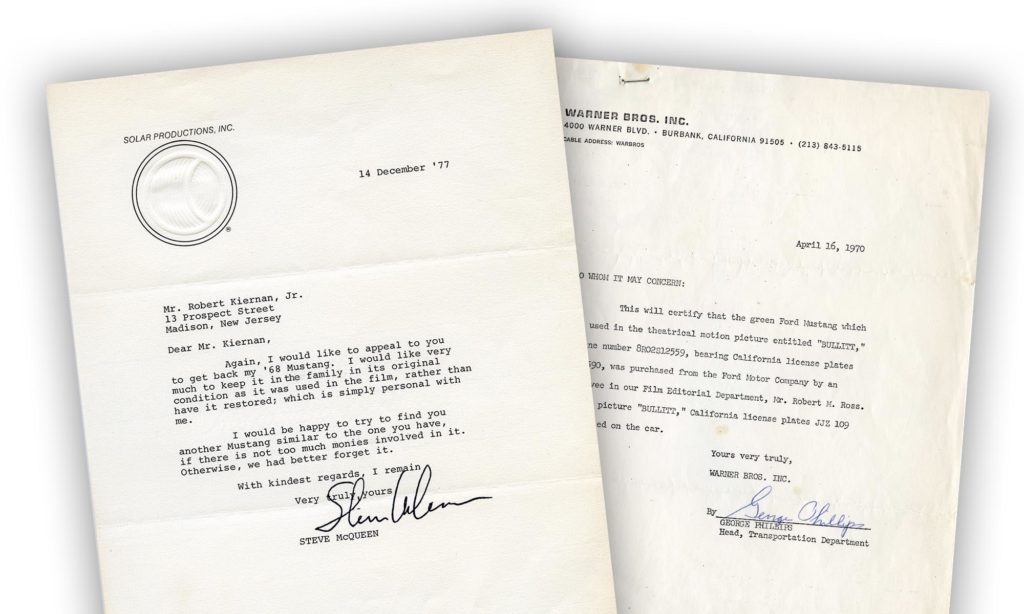 SOLAR PRODUCTIONS, INC.
®
14 December '77
Mr. Robert Kiernan, Jr.
13 Prospect Street
Madison, New Jersey
Dear Mr. Kiernan,
Again, I would like to appeal to you
to get back my '68 Mustang. I would like very
much to keep it in the family in its original
condition as it was used in the film, rather than
have it restored; which is simply personal with
me.
I would be happy to try to find you
another Mustang similar to the one you have,
if there is not too much monies involved in it.
Otherwise, we had better forget it.
With kindest regards, I remain
Very truly yours
STEVE McQUEEN
WARNER BROS. INC.
4000 WARNER BLVD. • BURBANK, CALIFORNIA 91505 • (213) 843-5115
CABLE ADDRESS: WARBROS
April 16, 1970
O WHOM IT MAY CONCERN:
This will certify that the green Ford Mustang which
used in the theatrical motion picture entitled "BULLITT,"
ne number 8R02S12559, bearing California license plates
590, was purchased from the Ford Motor Company by an
yee in our Film Editorial Department, Mr. Robert M. Ross.
picture "BULLITT," California license plates JJZ 109
ed on the car.
Yours very truly,
WARNER BROS. INC.
By George Phillips
GEORGE PHILLIPS
Head, Transportation Department